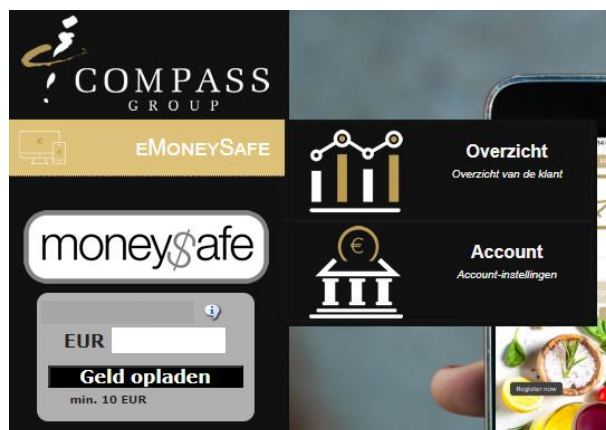 COMPASS
GROUP
EMONEYSAFE
Overzicht
Overzicht van de klant
Account
Account-instellingen
money$afe
EUR
Geld opladen
min. 10 EUR
Register now